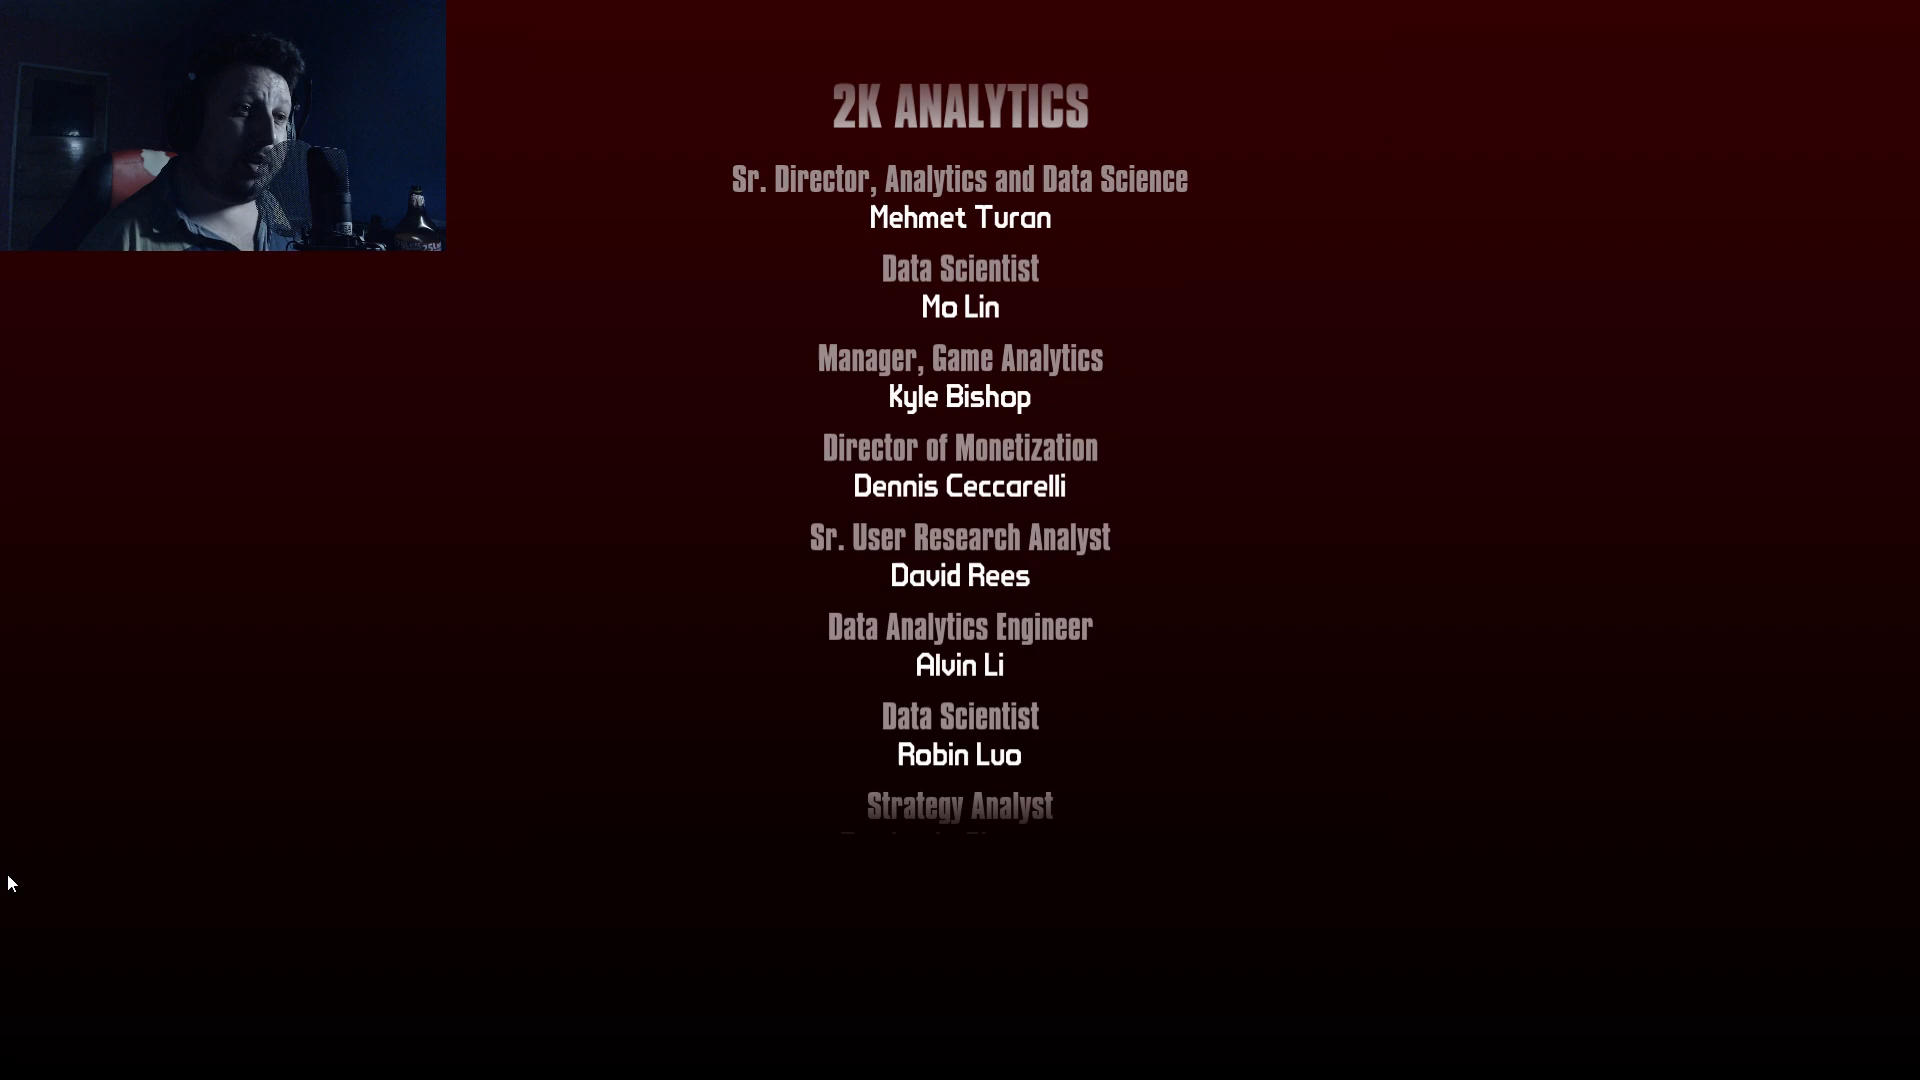 2K ANALYTICS
Sr. Director, Analytics and Data Science
Mehmet Turan
Data Scientist
Mo Lin
Manager, Game Analytics
Kyle Bishop
Director of Monetization
Dennis Ceccarelli
Sr. User Research Analyst
David Rees
Data Analytics Engineer
Alvin Li
Data Scientist
Robin Luo
Strategy Analyst